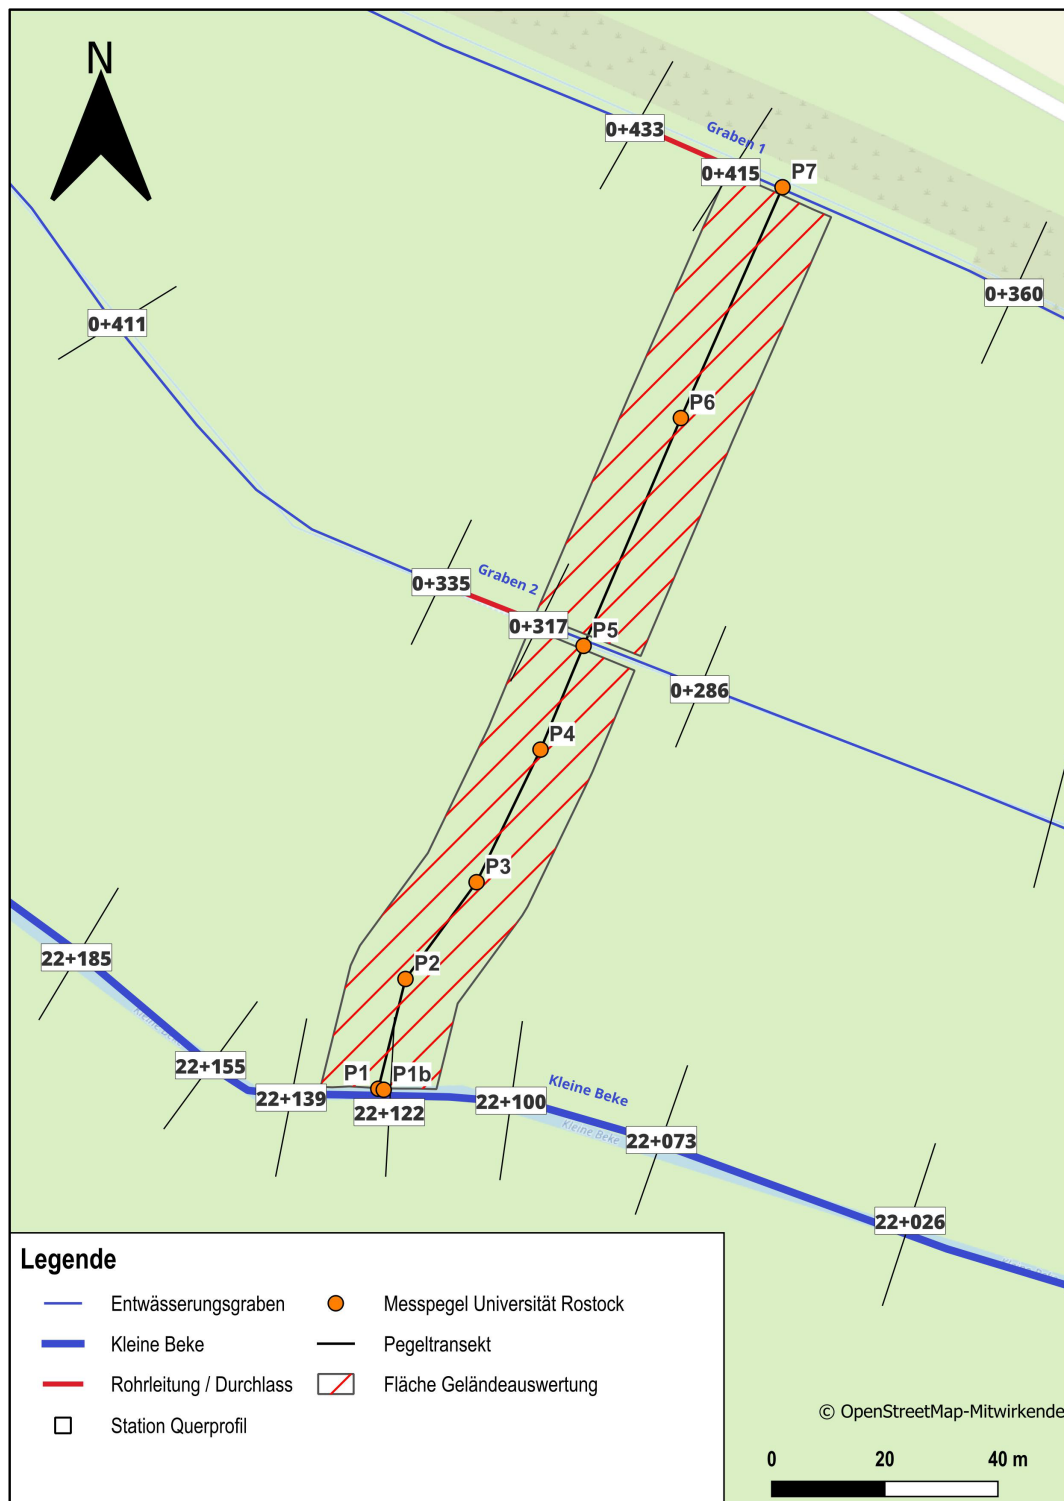 N
0+433
Graben 1
0+415
P7
0+360
0+411
P6
0+335
Graben 2
0+317
P5
0+286
P4
P3
P2
22+185
22+155
22+139
P1
P1b
22+122
22+100
Kleine Beke
Kleine Beke
22+073
22+026
Legende
Entwässerungsgraben
Messpegel Universität Rostock
Kleine Beke
Pegeltransekt
Rohrleitung / Durchlass
Fläche Geländeauswertung
Station Querprofil
© OpenStreetMap-Mitwirkende
0 20 40 m